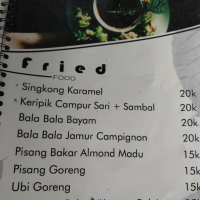 Fried
FOOD
* Singkong Karamel 20k
* Keripik Campur Sari + Sambal 20k
Bala Bala Bayam 20k
Bala Bala Jamur Campignon 20k
Pisang Bakar Almond Madu 15k
Pisang Goreng 15k
Ubi Goreng 15k